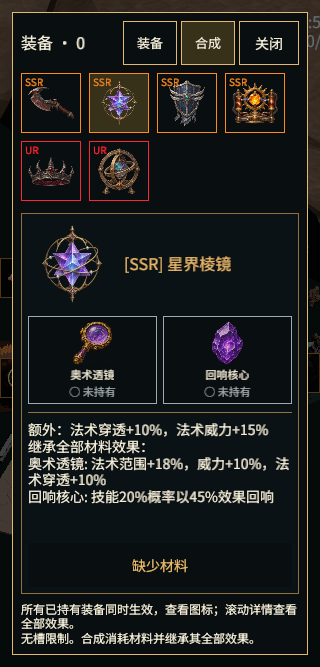 :5
0/
装备 · 0
装备
合成
关闭
SSR
SSR
SSR
SSR
UR
UR
[SSR] 星界棱镜
奥术透镜
○ 未持有
回响核心
○ 未持有
额外：法术穿透+10%，法术威力+15%
继承全部材料效果：
奥术透镜: 法术范围+18%，威力+10%，法
术穿透+10%
回响核心: 技能20%概率以45%效果回响
缺少材料
所有已持有装备同时生效，查看图标；滚动详情查看
全部效果。
无槽限制。合成消耗材料并继承其全部效果。